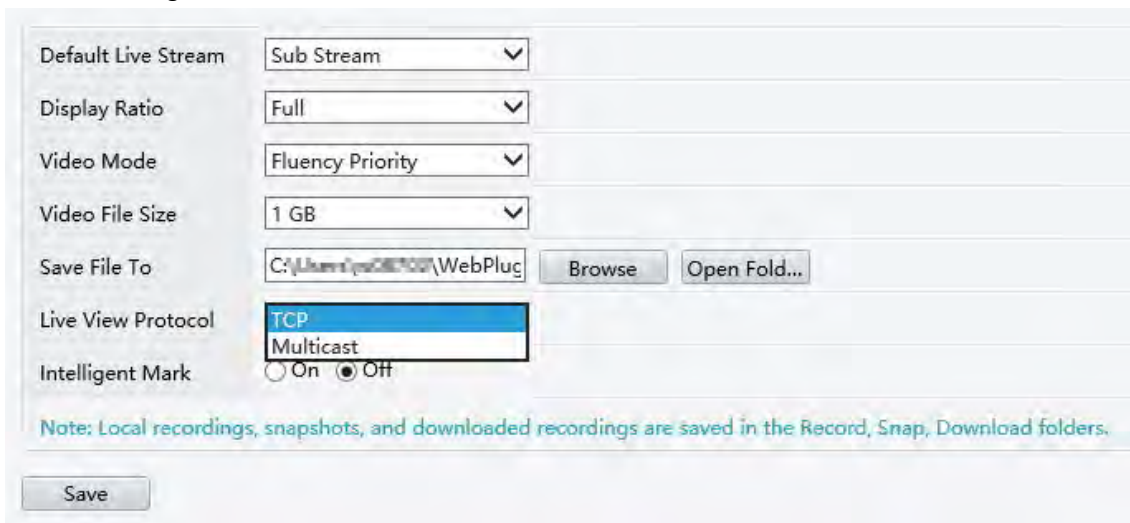 Default Live Stream Sub Stream
Display Ratio Full
Video Mode Fluency Priority
Video File Size 1 GB
Save File To C:\ \WebPlug Browse Open Fold...
Live View Protocol TCP
Multicast
Intelligent Mark On Off
Note: Local recordings, snapshots, and downloaded recordings are saved in the Record, Snap, Download folders.
Save